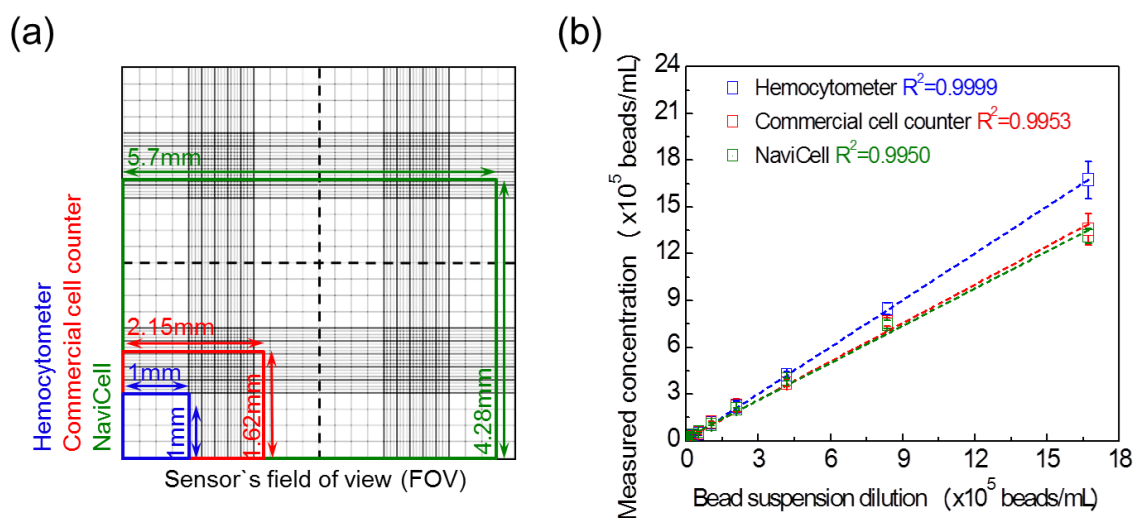 (a)
5.7mm
2.15mm
1mm
1mm
1.62mm
4.28mm
Hemocytometer
Commercial cell counter
NaviCell
Sensor`s field of view (FOV)
(b)
Hemocytometer R²=0.9999
Commercial cell counter R²=0.9953
NaviCell R²=0.9950
24
21
18
15
12
9
6
3
0
0 3 6 9 12 15 18
Measured concentration (x10⁵ beads/mL)
Bead suspension dilution (x10⁵ beads/mL)